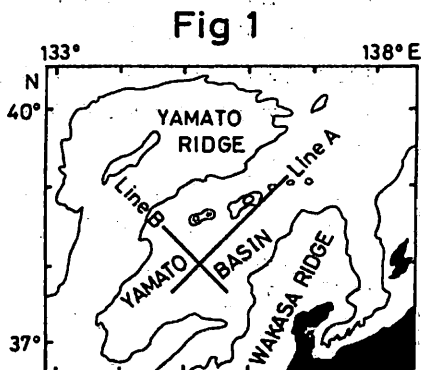 Fig 1
133°
138° E
N
40°
YAMATO
RIDGE
Line A
Line B
YAMATO BASIN
WAKASA RIDGE
37°